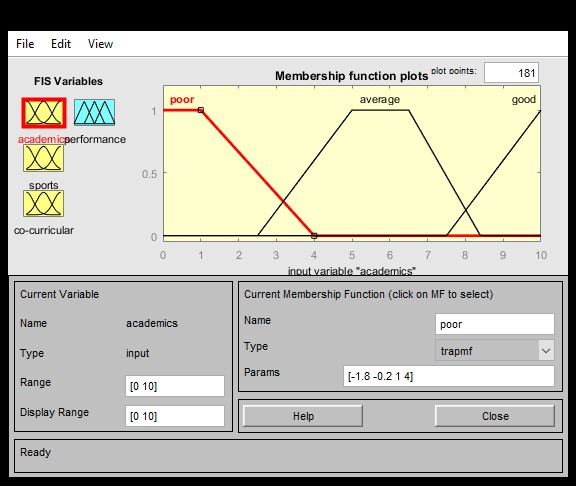 File Edit View
FIS Variables
Membership function plots plot points: 181
poor average good
academics performance
sports
co-curricular
1
0.5
0
0 1 2 3 4 5 6 7 8 9 10
input variable "academics"
Current Variable
Name academics
Type input
Range [0 10]
Display Range [0 10]
Current Membership Function (click on MF to select)
Name poor
Type trapmf
Params [-1.8 -0.2 1 4]
Help Close
Ready